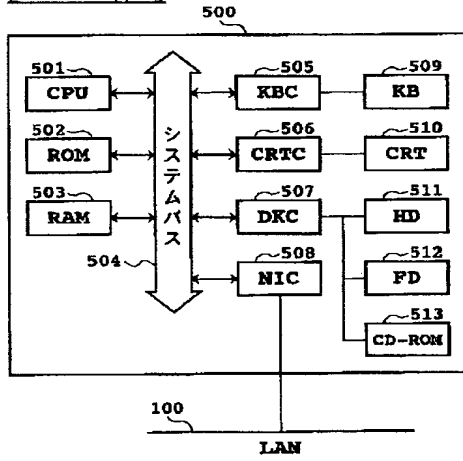 500
501
CPU
502
ROM
503
RAM
504
システムバス
505
KBC
506
CRTC
507
DKC
508
NIC
509
KB
510
CRT
511
HD
512
FD
513
CD-ROM
100
LAN